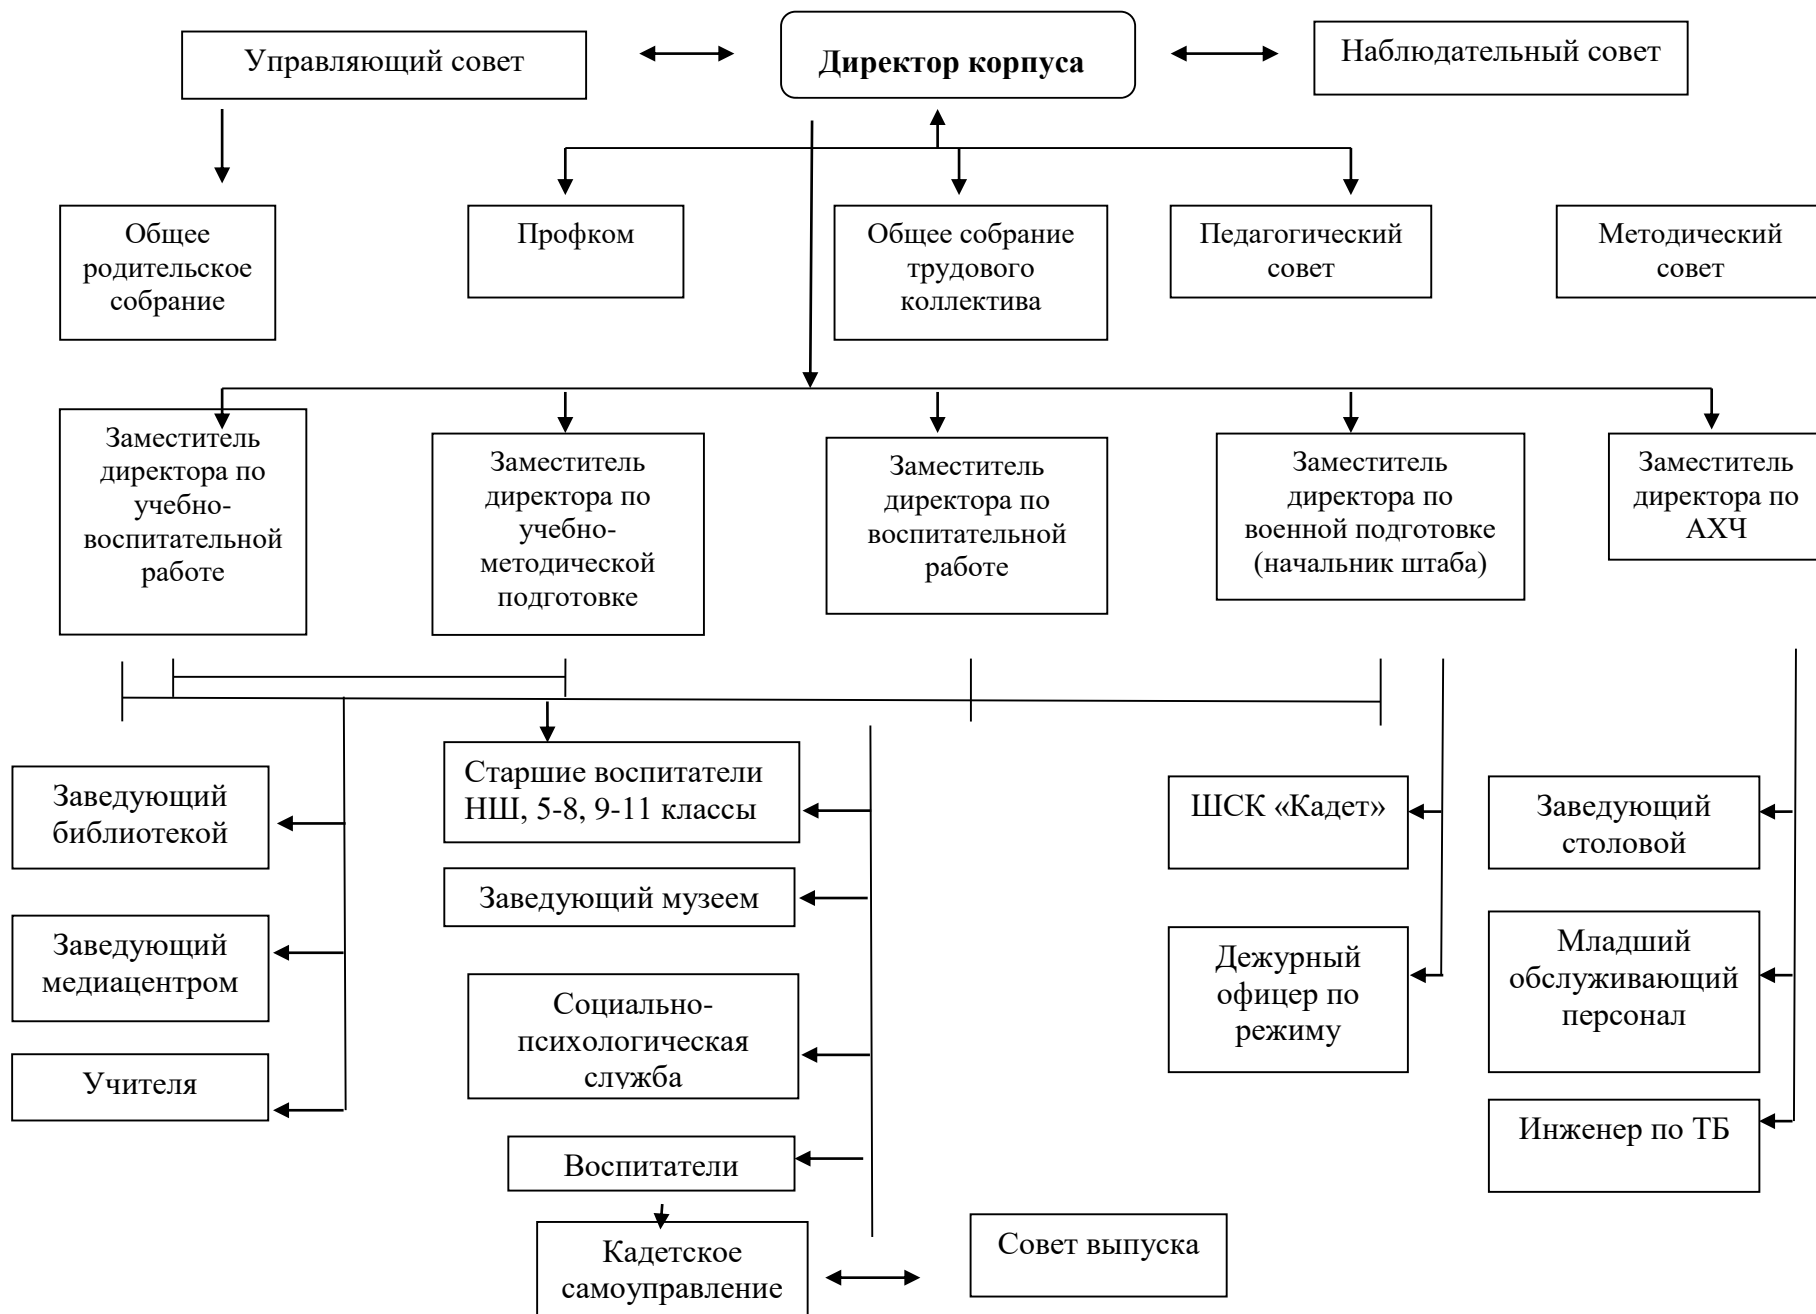 Управляющий совет
Директор корпуса
Наблюдательный совет
Общее
родительское
собрание
Профком
Общее собрание
трудового
коллектива
Педагогический
совет
Методический
совет
Заместитель
директора по
учебно-
воспитательной
работе
Заместитель
директора по
учебно-
методической
подготовке
Заместитель
директора по
воспитательной
работе
Заместитель
директора по
военной подготовке
(начальник штаба)
Заместитель
директора по
АХЧ
Заведующий
библиотекой
Старшие воспитатели
НШ, 5-8, 9-11 классы
ШСК «Кадет»
Заведующий
столовой
Заведующий музеем
Заведующий
медиацентром
Социально-
психологическая
служба
Дежурный
офицер по
режиму
Младший
обслуживающий
персонал
Учителя
Воспитатели
Инженер по ТБ
Кадетское
самоуправление
Совет выпуска